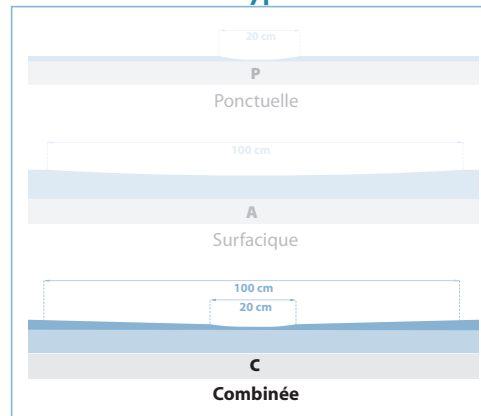 20 cm
P
Ponctuelle
100 cm
A
Surfacique
100 cm
20 cm
C
Combinée